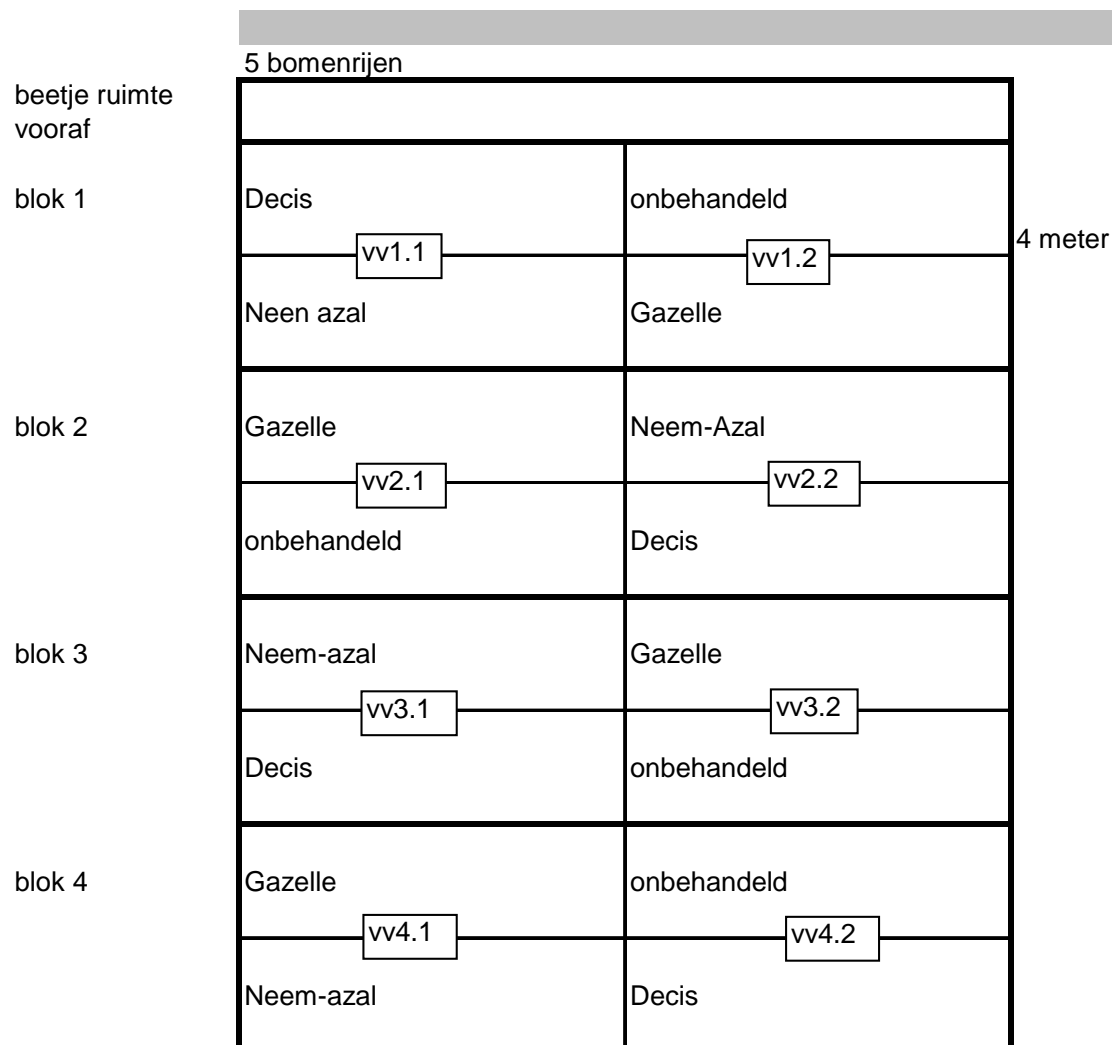 5 bomenrijen
beetje ruimte
vooraf
blok 1
Decis
onbehandeld
vv1.1
vv1.2
4 meter
Neen azal
Gazelle
blok 2
Gazelle
Neem-Azal
vv2.1
vv2.2
onbehandeld
Decis
blok 3
Neem-azal
Gazelle
vv3.1
vv3.2
Decis
onbehandeld
blok 4
Gazelle
onbehandeld
vv4.1
vv4.2
Neem-azal
Decis